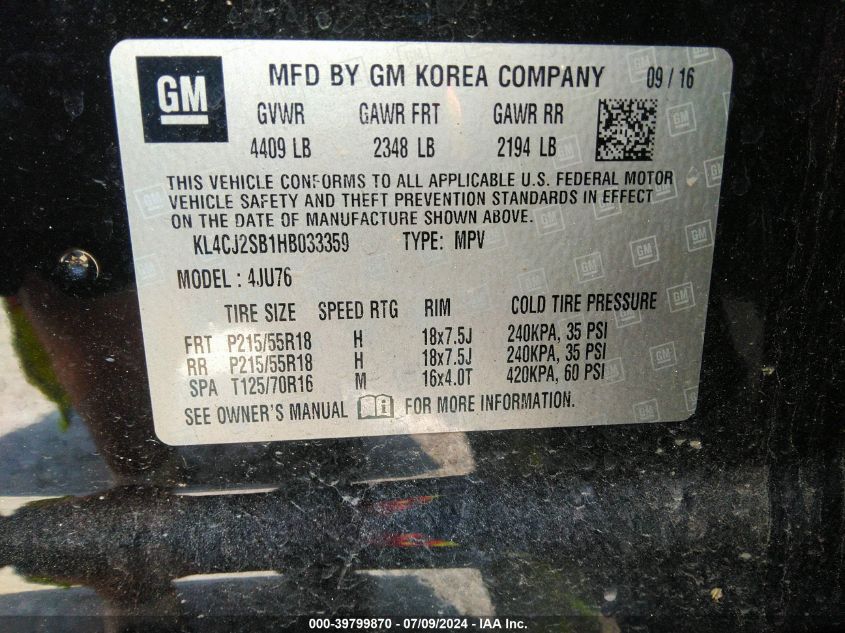 GM
MFD BY GM KOREA COMPANY 09 / 16
GVWR GAWR FRT GAWR RR
4409 LB 2348 LB 2194 LB
THIS VEHICLE CONFORMS TO ALL APPLICABLE U.S. FEDERAL MOTOR
VEHICLE SAFETY AND THEFT PREVENTION STANDARDS IN EFFECT
ON THE DATE OF MANUFACTURE SHOWN ABOVE.
KL4CJ2SB1HB033359 TYPE: MPV
MODEL : 4JU76
TIRE SIZE SPEED RTG RIM COLD TIRE PRESSURE
FRT P215/55R18 H 18x7.5J 240KPA, 35 PSI
RR P215/55R18 H 18x7.5J 240KPA, 35 PSI
SPA T125/70R16 M 16x4.0T 420KPA, 60 PSI
SEE OWNER'S MANUAL FOR MORE INFORMATION.
000-39799870 - 07/09/2024 - IAA Inc.